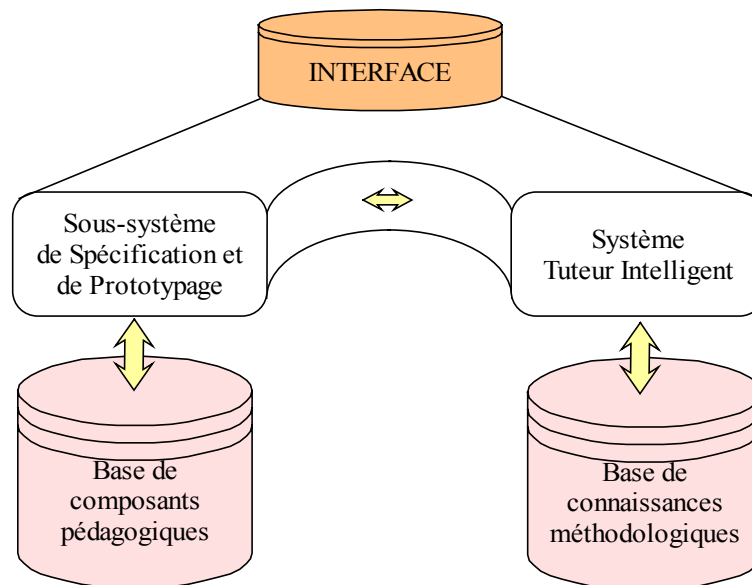 INTERFACE
Sous-système
de Spécification et
de Prototypage
Système
Tuteur Intelligent
Base de
composants
pédagogiques
Base de
connaissances
méthodologiques